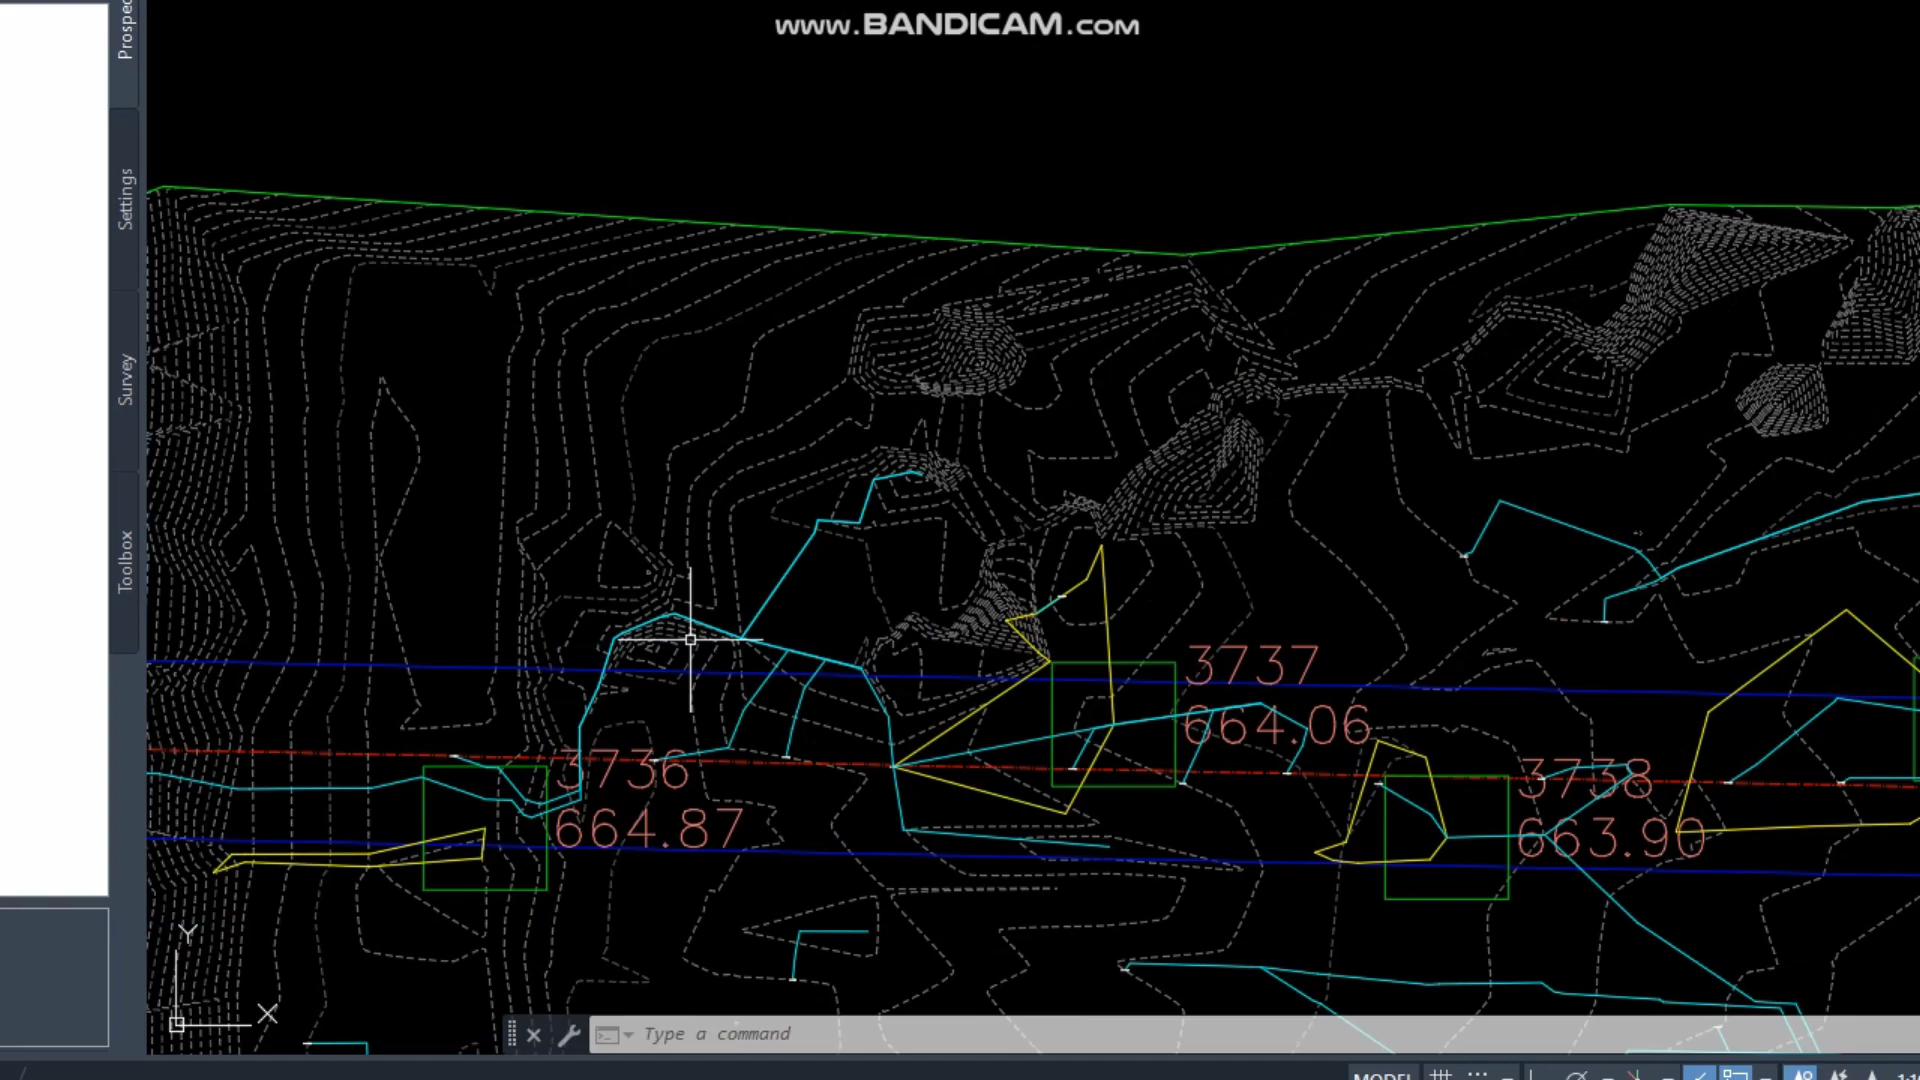 www.BANDICAM.com
Prospec
Settings
Survey
Toolbox
3737
664.06
3736
664.87
3738
663.90
Y
X
Type a command
MODEL